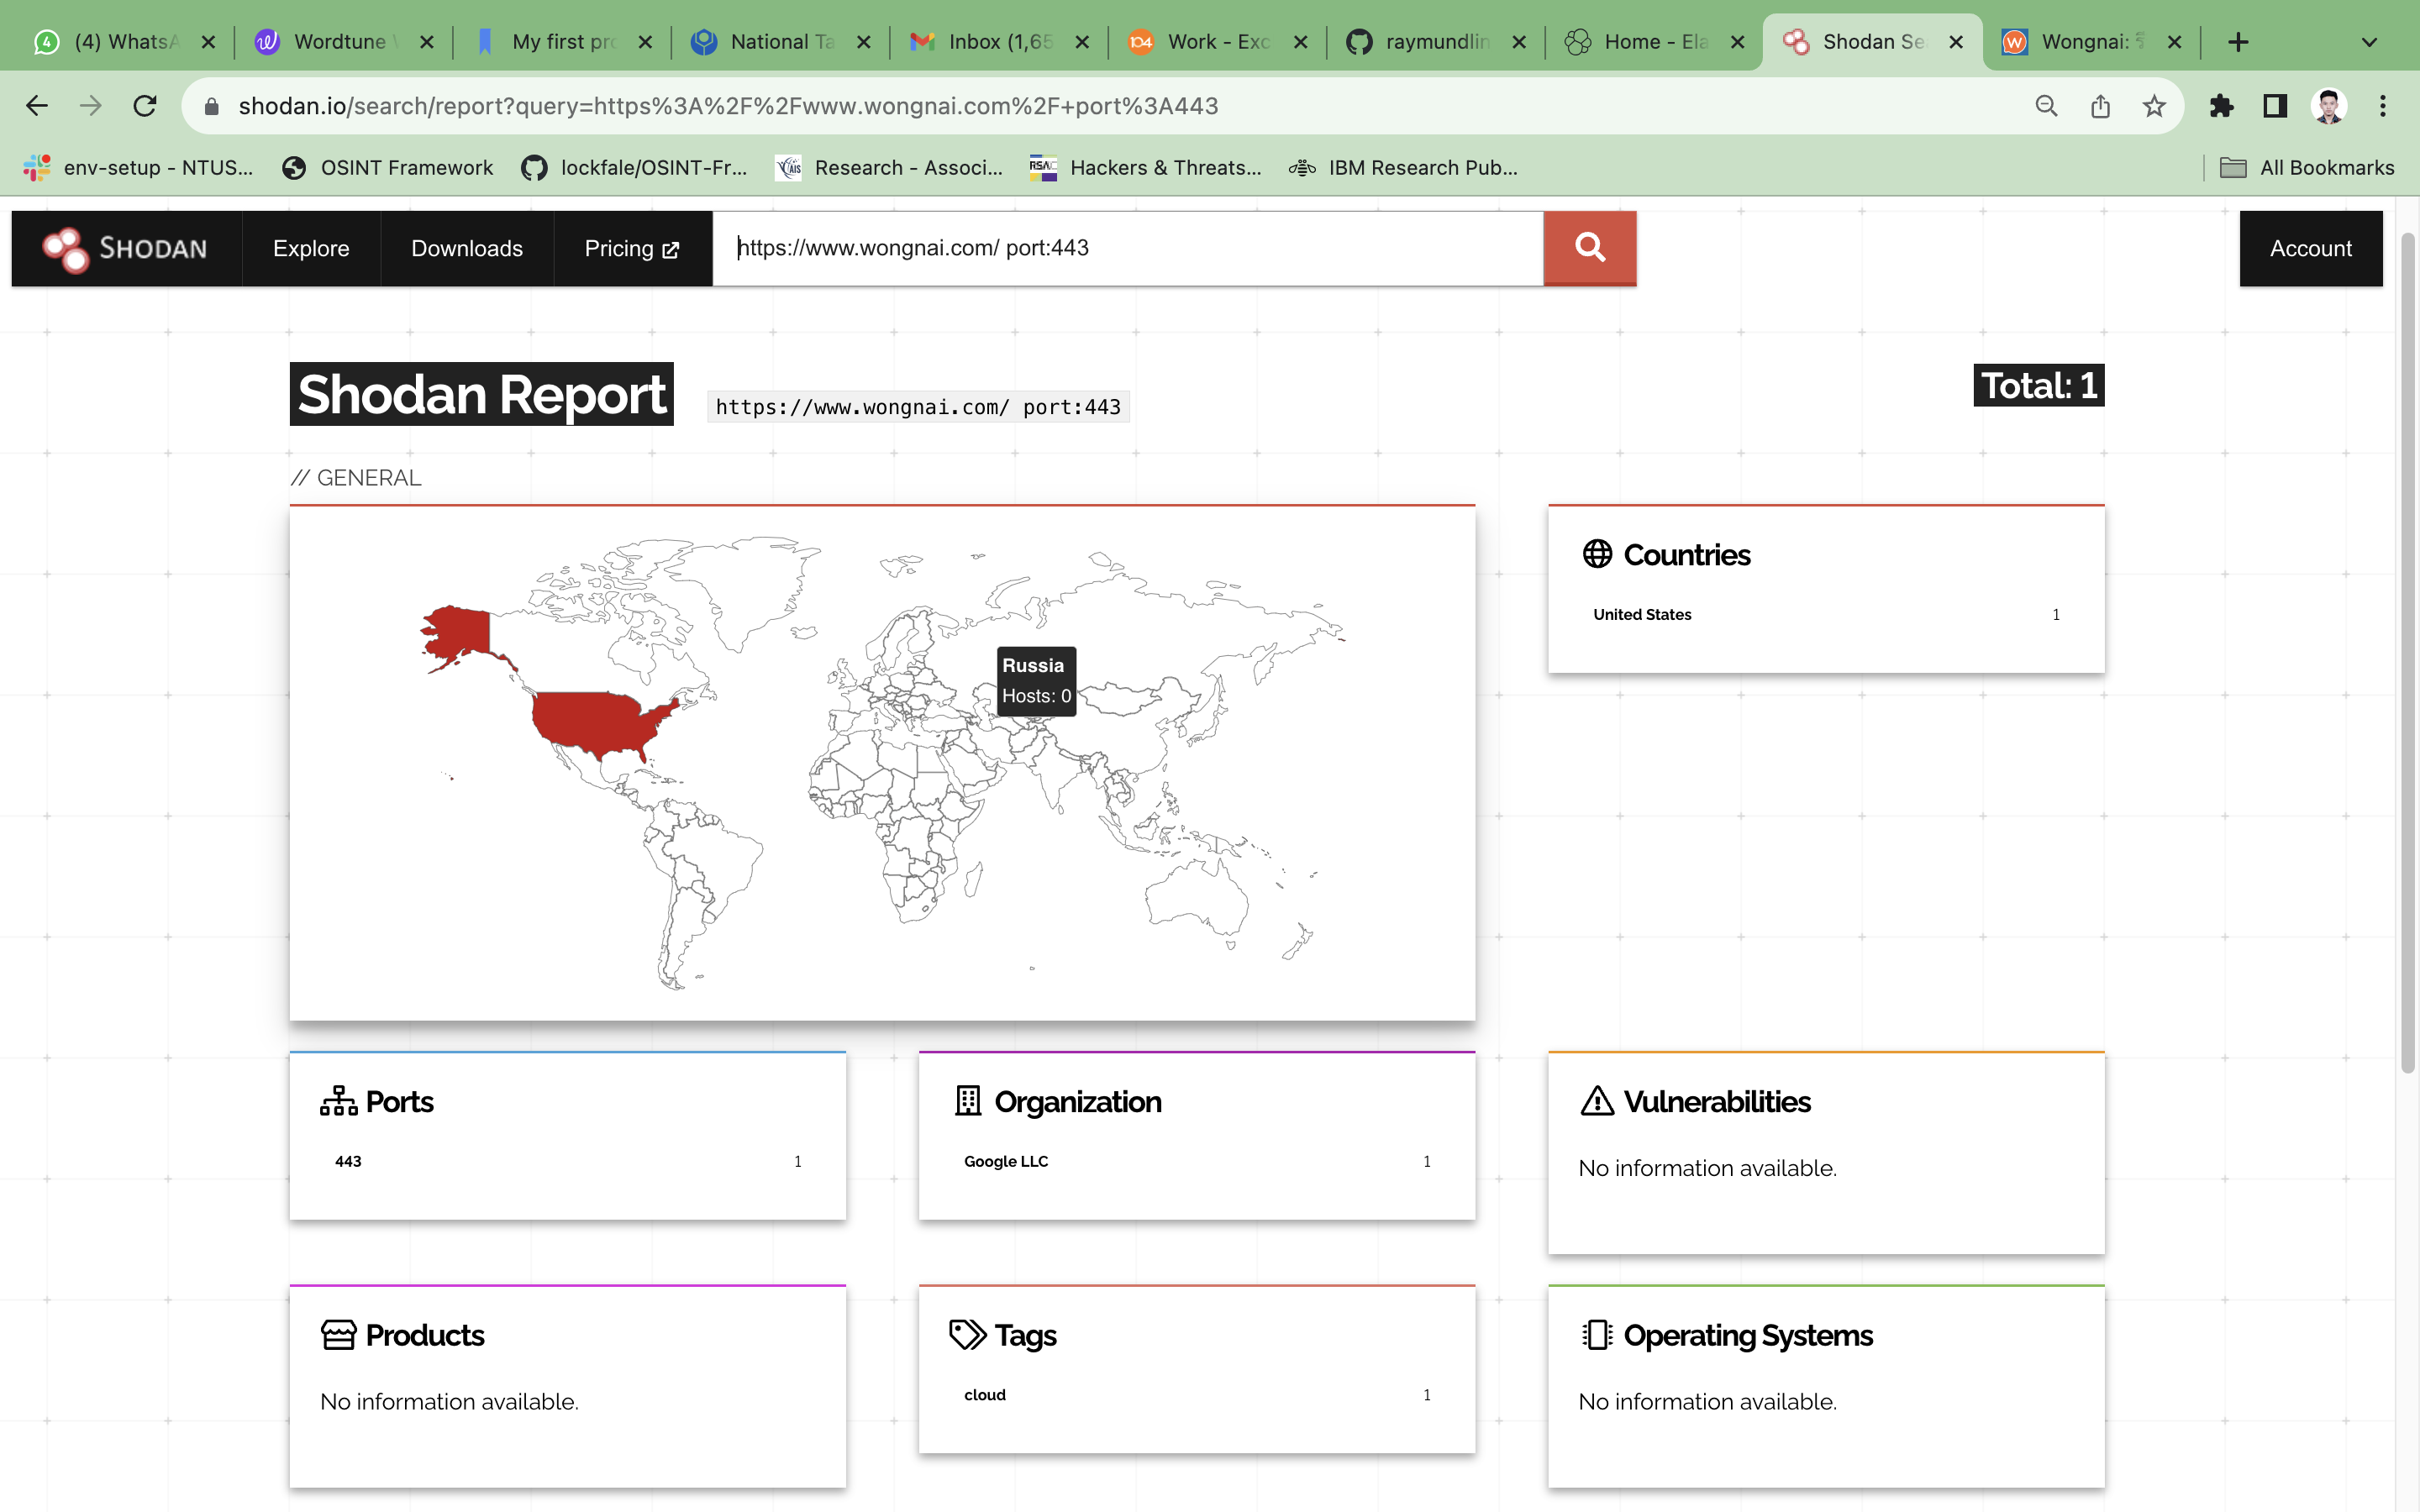 (4) WhatsA
Wordtune
My first pro
National Ta
Inbox (1,65
Work - Exc
raymundlin
Home - Ela
Shodan Se
Wongnai:
shodan.io/search/report?query=https%3A%2F%2Fwww.wongnai.com%2F+port%3A443
env-setup - NTUS...
OSINT Framework
lockfale/OSINT-Fr...
Research - Associ...
Hackers & Threats...
IBM Research Pub...
All Bookmarks
SHODAN
Explore
Downloads
Pricing
https://www.wongnai.com/ port:443
Account
Shodan Report
https://www.wongnai.com/ port:443
Total: 1
// GENERAL
Russia
Hosts: 0
Countries
United States 1
Ports
443 1
Organization
Google LLC 1
Vulnerabilities
No information available.
Products
No information available.
Tags
cloud 1
Operating Systems
No information available.